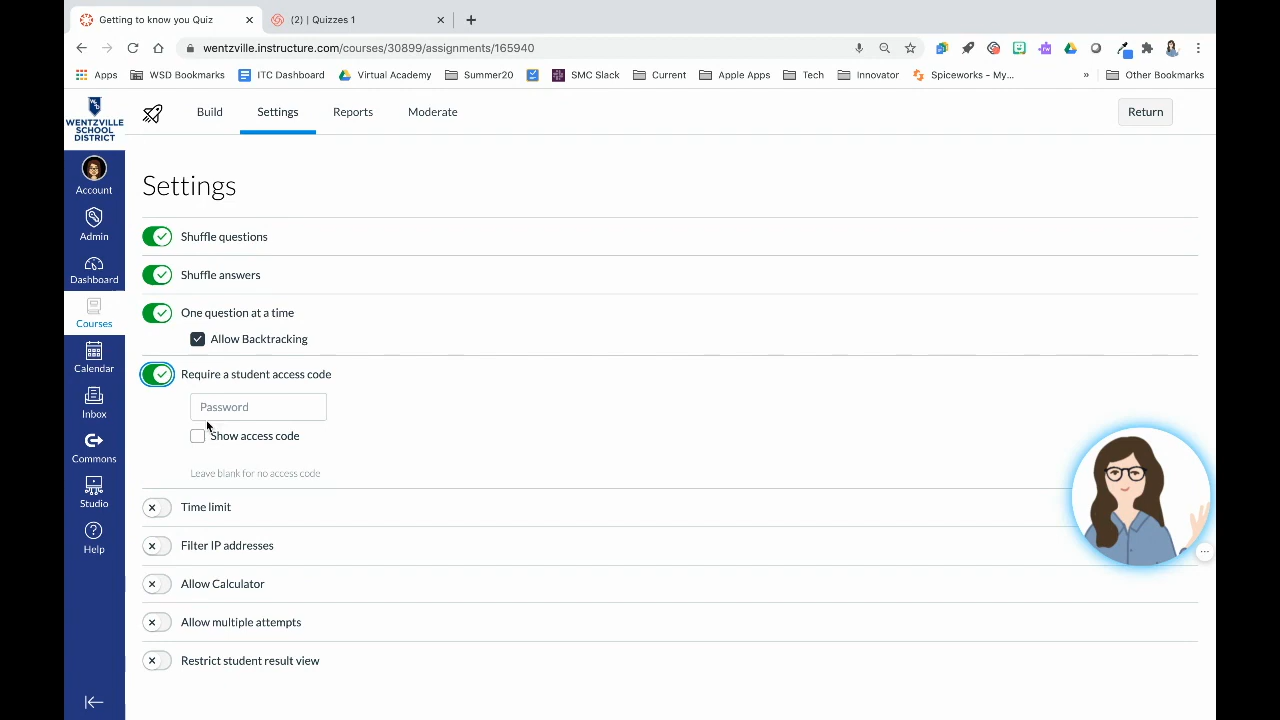 Getting to know you Quiz
(2) | Quizzes 1
wentzville.instructure.com/courses/30899/assignments/165940
Apps WSD Bookmarks ITC Dashboard Virtual Academy Summer20 SMC Slack Current Apple Apps Tech Innovator Spiceworks - My... » Other Bookmarks
WENTZVILLE
SCHOOL
DISTRICT
Build Settings Reports Moderate Return
Account
Admin
Dashboard
Courses
Calendar
Inbox
Commons
Studio
Help
Settings
Shuffle questions
Shuffle answers
One question at a time
Allow Backtracking
Require a student access code
Password
Show access code
Leave blank for no access code
Time limit
Filter IP addresses
Allow Calculator
Allow multiple attempts
Restrict student result view